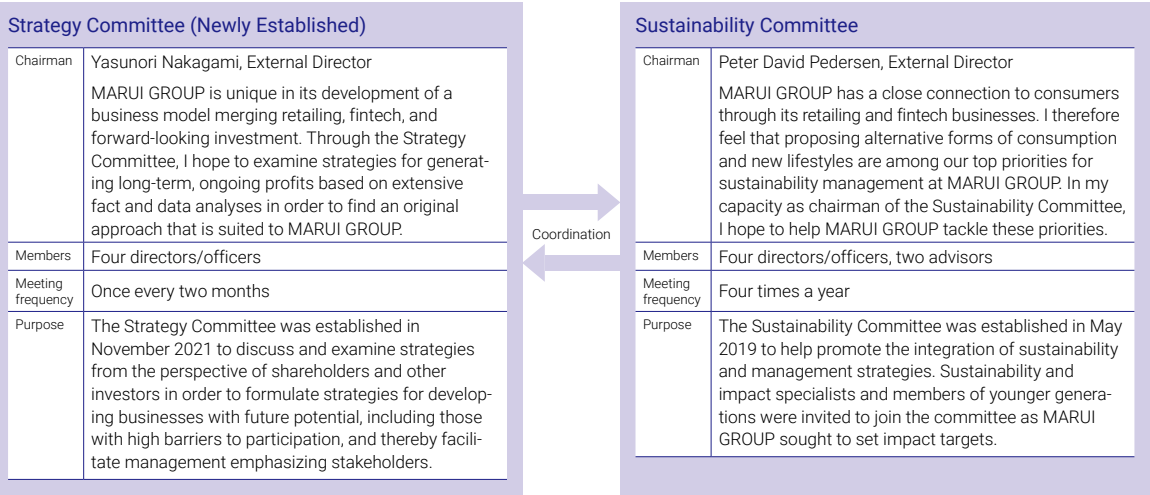 Strategy Committee (Newly Established)
Chairman
Yasunori Nakagami, External Director
MARUI GROUP is unique in its development of a
business model merging retailing, fintech, and
forward-looking investment. Through the Strategy
Committee, I hope to examine strategies for generat-
ing long-term, ongoing profits based on extensive
fact and data analyses in order to find an original
approach that is suited to MARUI GROUP.
Members
Four directors/officers
Meeting
frequency
Once every two months
Purpose
The Strategy Committee was established in
November 2021 to discuss and examine strategies
from the perspective of shareholders and other
investors in order to formulate strategies for develop-
ing businesses with future potential, including those
with high barriers to participation, and thereby facili-
tate management emphasizing stakeholders.
Coordination
Sustainability Committee
Chairman
Peter David Pedersen, External Director
MARUI GROUP has a close connection to consumers
through its retailing and fintech businesses. I therefore
feel that proposing alternative forms of consumption
and new lifestyles are among our top priorities for
sustainability management at MARUI GROUP. In my
capacity as chairman of the Sustainability Committee,
I hope to help MARUI GROUP tackle these priorities.
Members
Four directors/officers, two advisors
Meeting
frequency
Four times a year
Purpose
The Sustainability Committee was established in May
2019 to help promote the integration of sustainability
and management strategies. Sustainability and
impact specialists and members of younger genera-
tions were invited to join the committee as MARUI
GROUP sought to set impact targets.